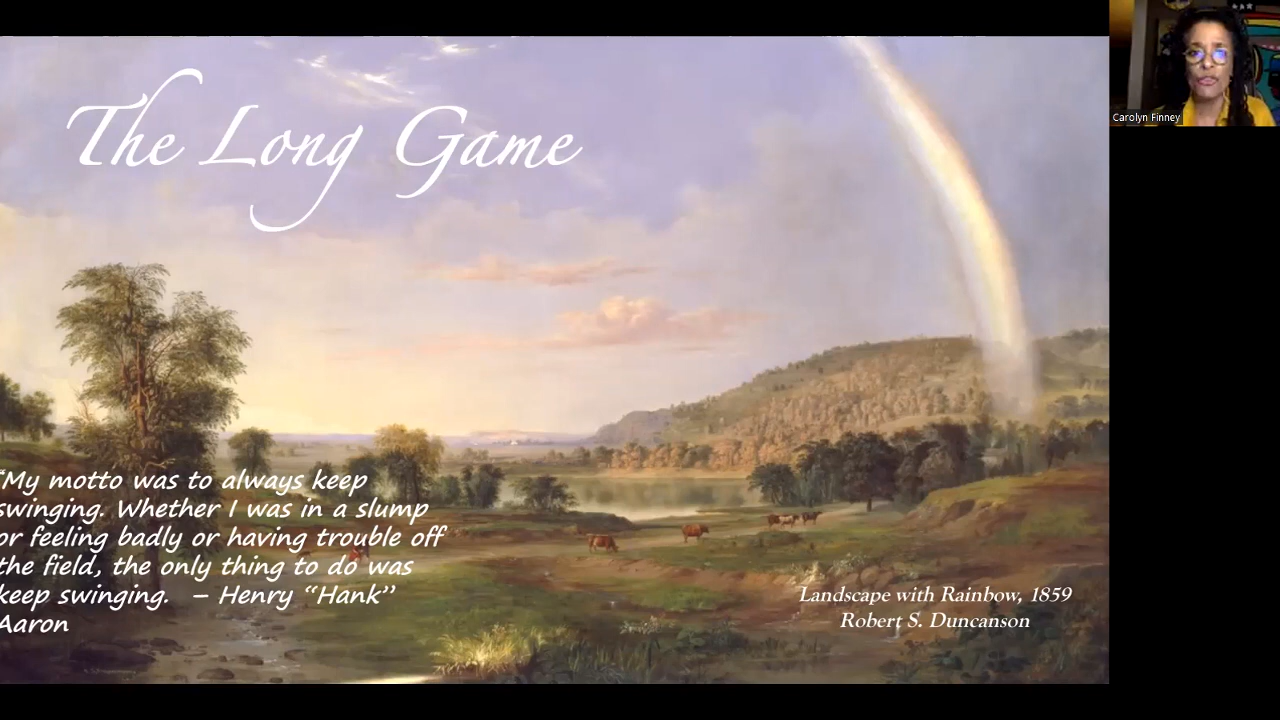 The Long Game
Carolyn Finney
“My motto was to always keep
swinging. Whether I was in a slump
or feeling badly or having trouble off
the field, the only thing to do was
keep swinging. – Henry “Hank”
Aaron
Landscape with Rainbow, 1859
Robert S. Duncanson